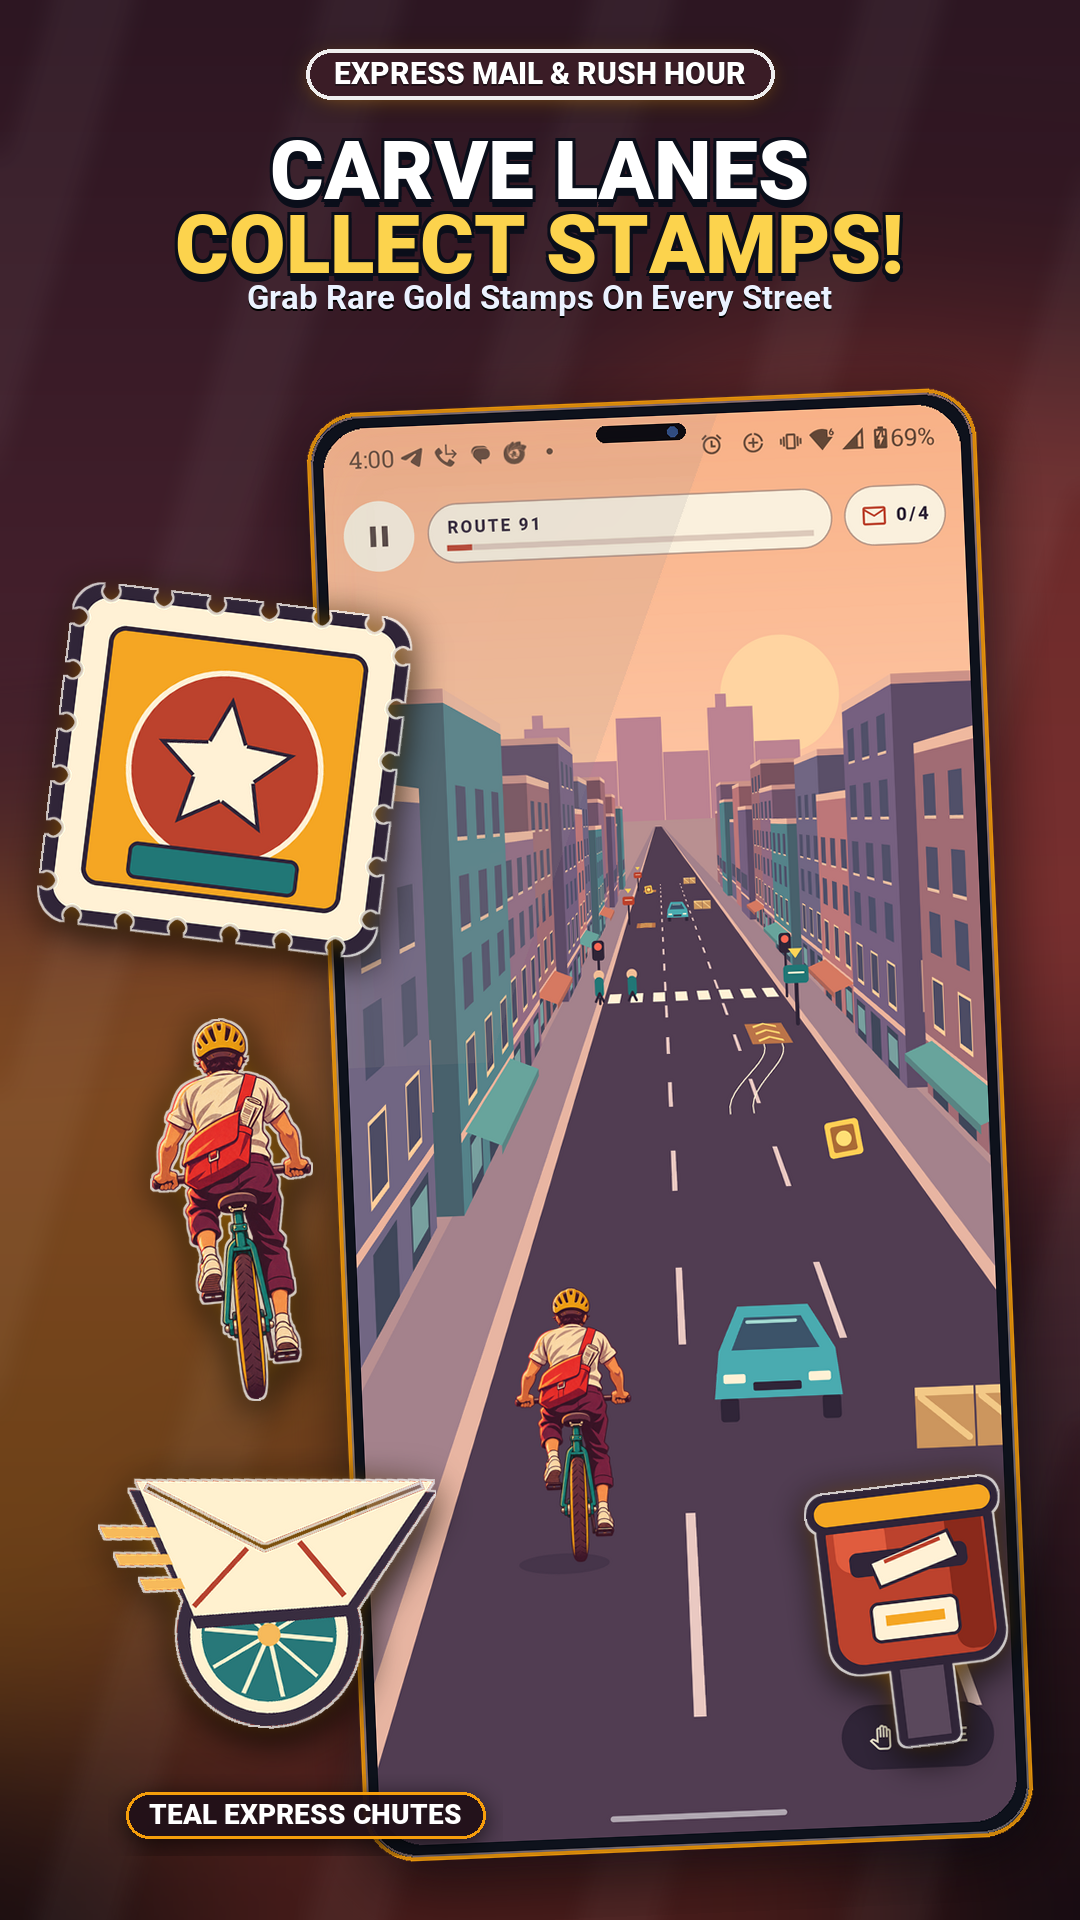 EXPRESS MAIL & RUSH HOUR
CARVE LANES
COLLECT STAMPS!
Grab Rare Gold Stamps On Every Street
4:00
69%
ROUTE 91
0/4
TEAL EXPRESS CHUTES